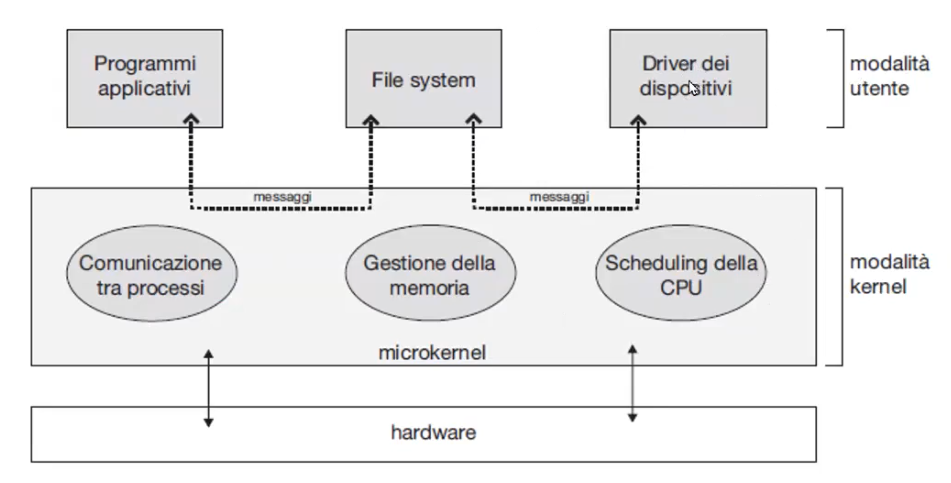 Programmi
applicativi
File system
Driver dei
dispositivi
modalità
utente
messaggi
messaggi
Comunicazione
tra processi
Gestione della
memoria
Scheduling della
CPU
modalità
kernel
microkernel
hardware